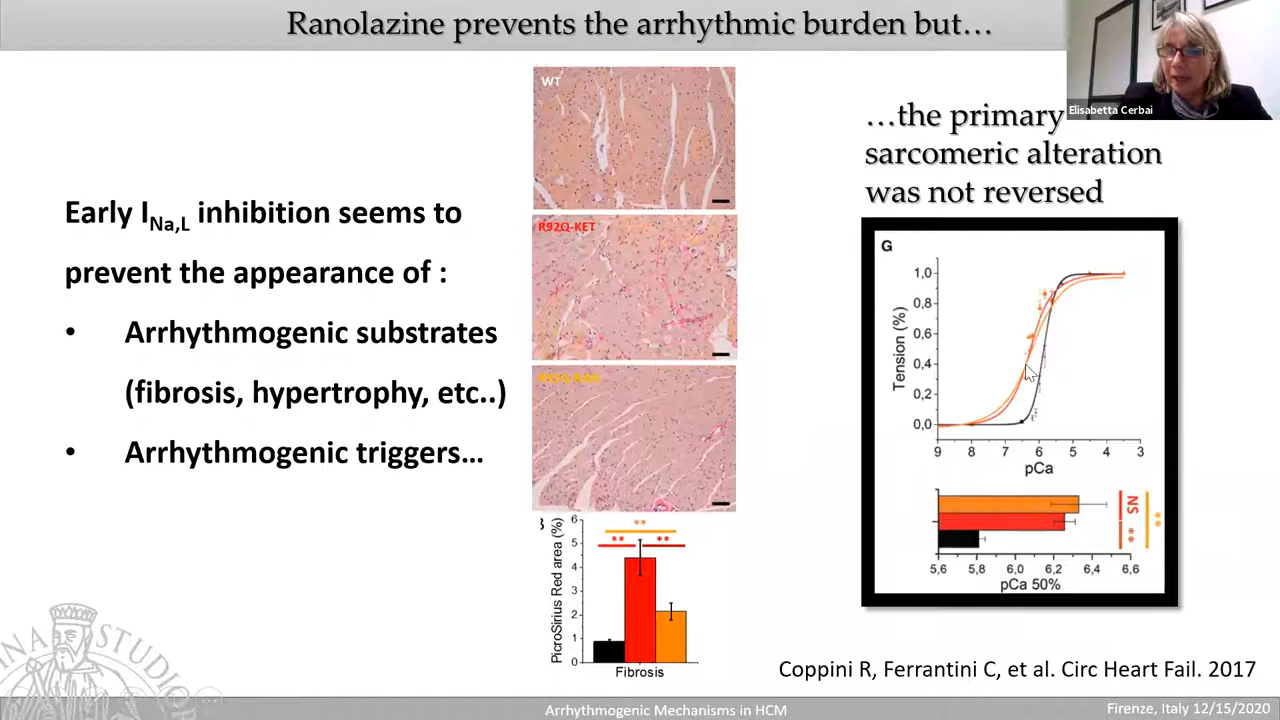 Ranolazine prevents the arrhythmic burden but…
Elisabetta Cerbai
Early INa,L inhibition seems to
prevent the appearance of :
• Arrhythmogenic substrates
(fibrosis, hypertrophy, etc..)
• Arrhythmogenic triggers…
WT
R92Q-KET
R92Q-RAN
6
5
4
3
2
1
0
PicroSirius Red area (%)
** ** **
Fibrosis
…the primary
sarcomeric alteration
was not reversed
G
1,0
0,8
0,6
0,4
0,2
0,0
Tension (%)
9 8 7 6 5 4 3
pCa
NS
**
**
5,6 5,8 6,0 6,2 6,4 6,6
pCa 50%
Coppini R, Ferrantini C, et al. Circ Heart Fail. 2017
NA STUDIO
Arrhythmogenic Mechanisms in HCM
Firenze, Italy 12/15/2020